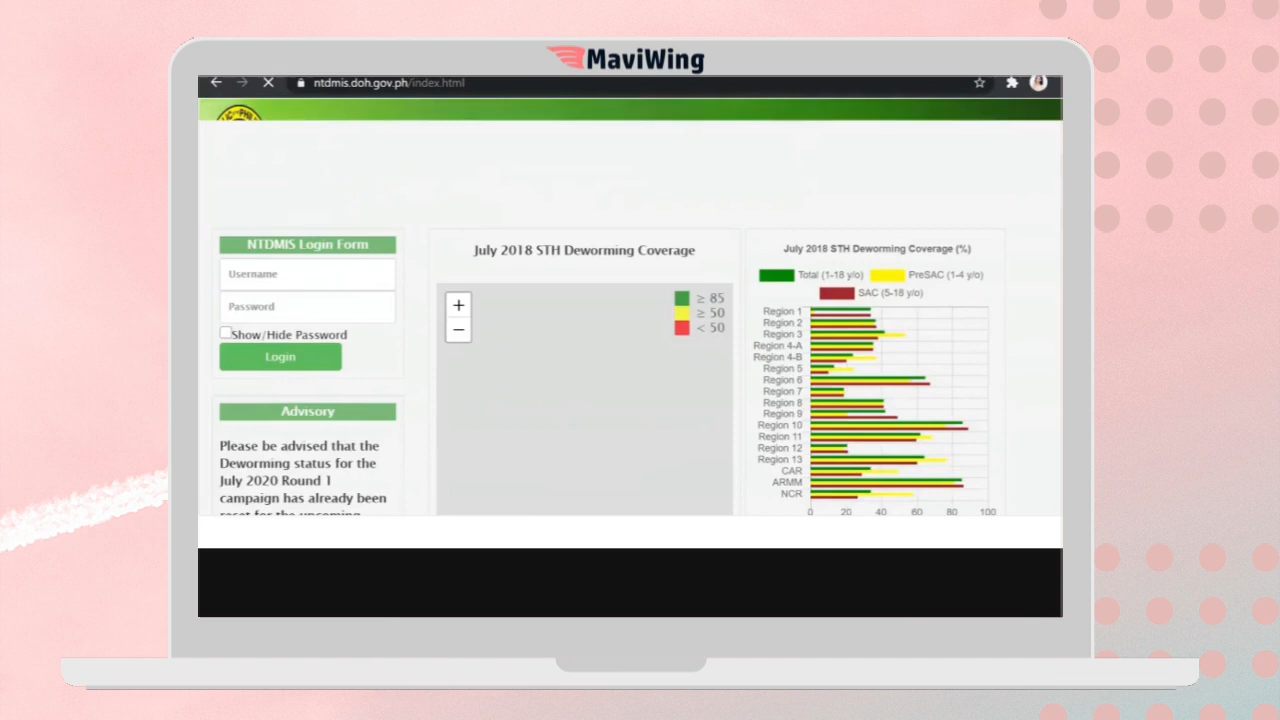 MaviWing
ntdmis.doh.gov.ph/index.html
NTDMIS Login Form
Username
Password
Show/Hide Password
Login
Advisory
Please be advised that the
Deworming status for the
July 2020 Round 1
campaign has already been
reset for the upcoming
July 2018 STH Deworming Coverage
+
−
≥ 85
≥ 50
< 50
July 2018 STH Deworming Coverage (%)
Total (1-18 y/o) PreSAC (1-4 y/o)
SAC (5-18 y/o)
Region 1
Region 2
Region 3
Region 4-A
Region 4-B
Region 5
Region 6
Region 7
Region 8
Region 9
Region 10
Region 11
Region 12
Region 13
CAR
ARMM
NCR
0 20 40 60 80 100